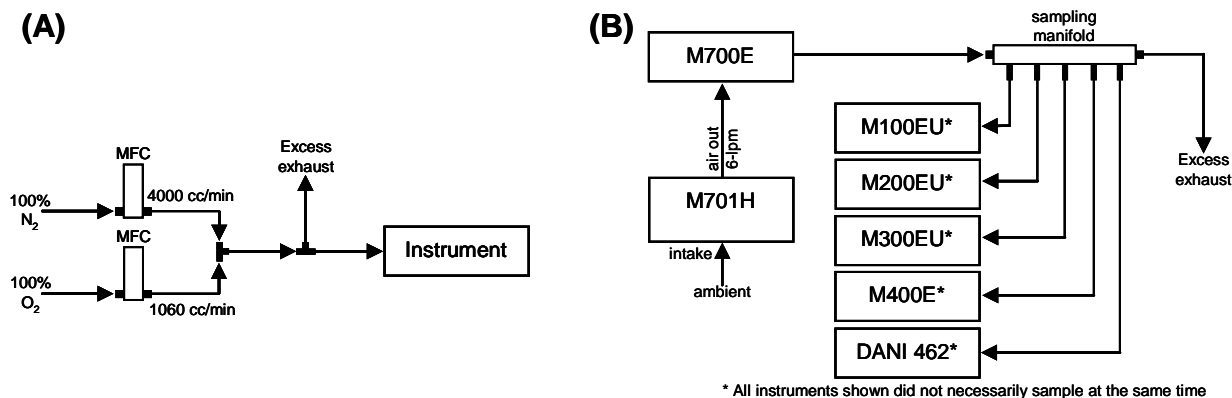 (A)
Excess
exhaust
MFC
100%
N2
4000 cc/min
MFC
100%
O2
1060 cc/min
Instrument
(B)
sampling
manifold
M700E
air out
6-lpm
M701H
intake
ambient
M100EU*
M200EU*
M300EU*
M400E*
DANI 462*
Excess
exhaust
* All instruments shown did not necessarily sample at the same time